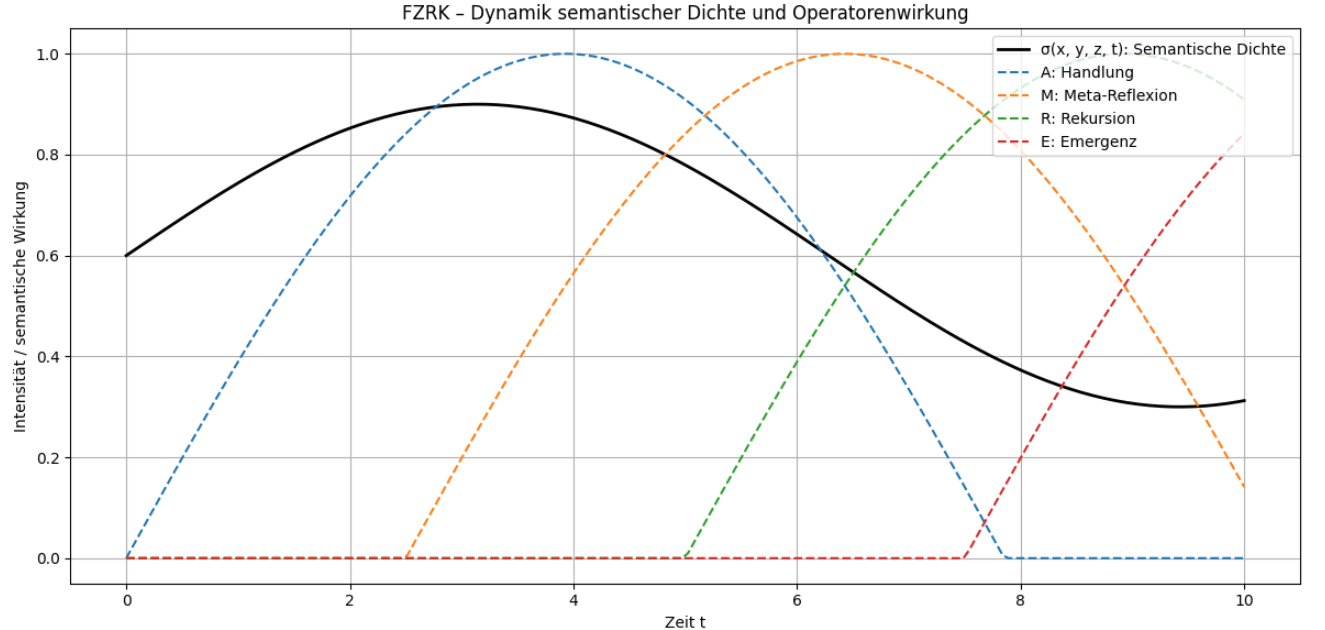 FZRK – Dynamik semantischer Dichte und Operatorenwirkung
σ(x, y, z, t): Semantische Dichte
A: Handlung
M: Meta-Reflexion
R: Rekursion
E: Emergenz
Intensität / semantische Wirkung
1.0
0.8
0.6
0.4
0.2
0.0
0 2 4 6 8 10
Zeit t